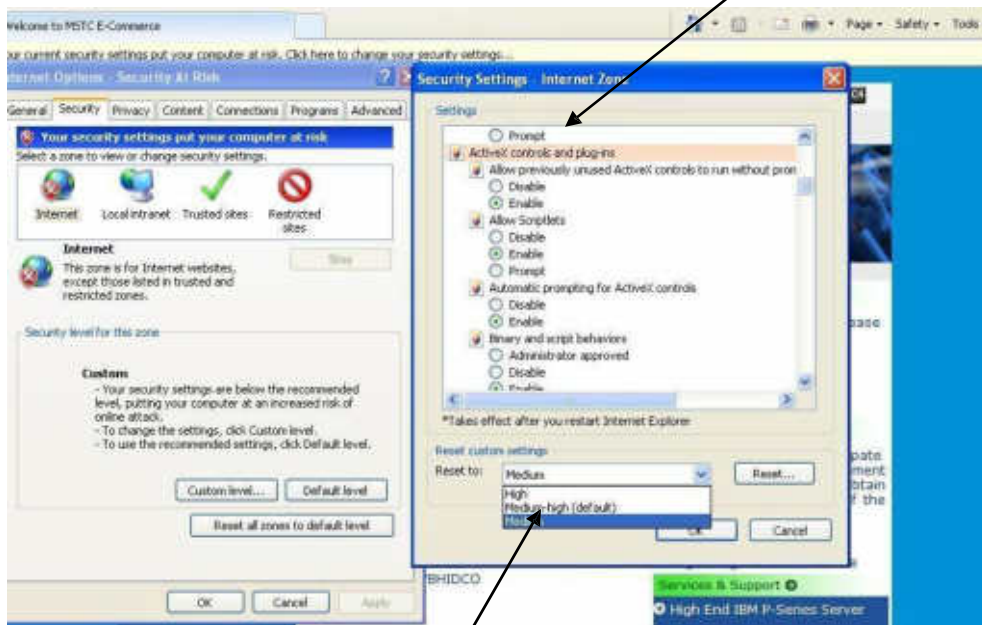 Welcome to MSTC E-Commerce
Page
Safety
Tools
Your current security settings put your computer at risk. Click here to change your security settings...
Internet Options - Security At Risk
General Security Privacy Content Connections Programs Advanced
Your security settings put your computer at risk
Select a zone to view or change security settings.
Internet
Local intranet
Trusted sites
Restricted sites
Internet
This zone is for Internet websites,
except those listed in trusted and
restricted zones.
Sites
Security level for this zone
Custom
- Your security settings are below the recommended
level, putting your computer at an increased risk of
online attack.
- To change the settings, click Custom level.
- To use the recommended settings, click Default level.
Custom level...
Default level
Reset all zones to default level
OK
Cancel
Apply
Security Settings - Internet Zone
Settings
Prompt
ActiveX controls and plug-ins
Allow previously unused ActiveX controls to run without prom
Disable
Enable
Allow Scriptlets
Disable
Enable
Prompt
Automatic prompting for ActiveX controls
Disable
Enable
Binary and script behaviors
Administrator approved
Disable
Enable
*Takes effect after you restart Internet Explorer
Reset custom settings
Reset to:
Medium
Reset...
High
Medium-high (default)
Medium
OK
Cancel
pate
ment
btain
f the
BHIDCO
Services & Support
High End IBM P-Series Server